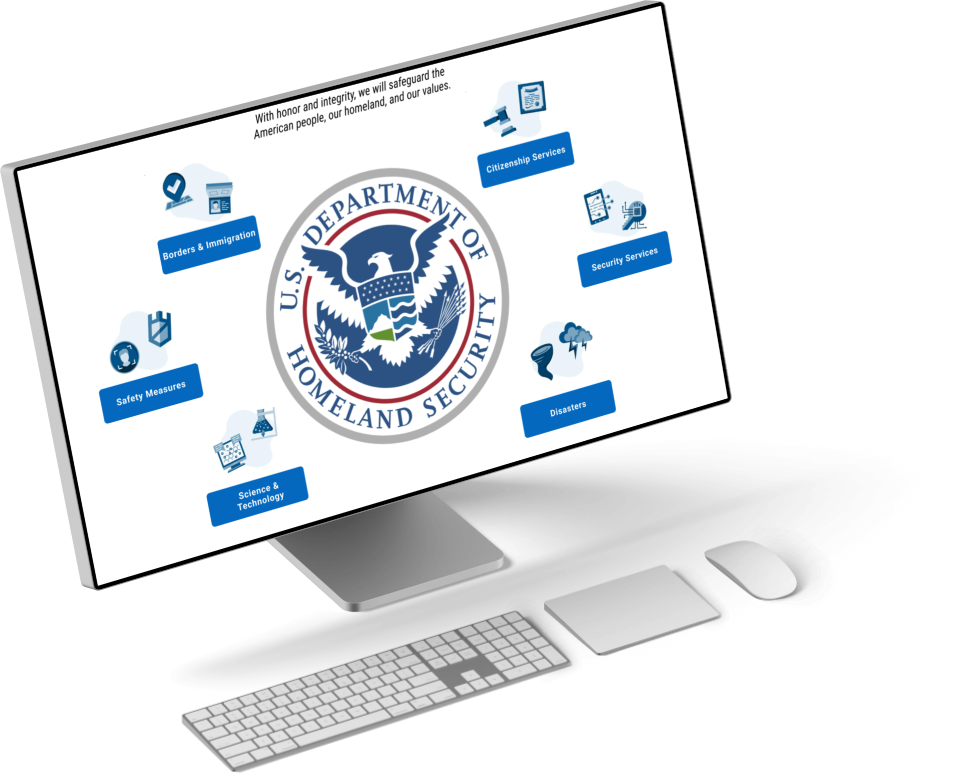 With honor and integrity, we will safeguard the
American people, our homeland, and our values.
Citizenship Services
Borders & Immigration
U.S. DEPARTMENT OF
HOMELAND SECURITY
Security Services
Safety Measures
Disasters
Science &
Technology